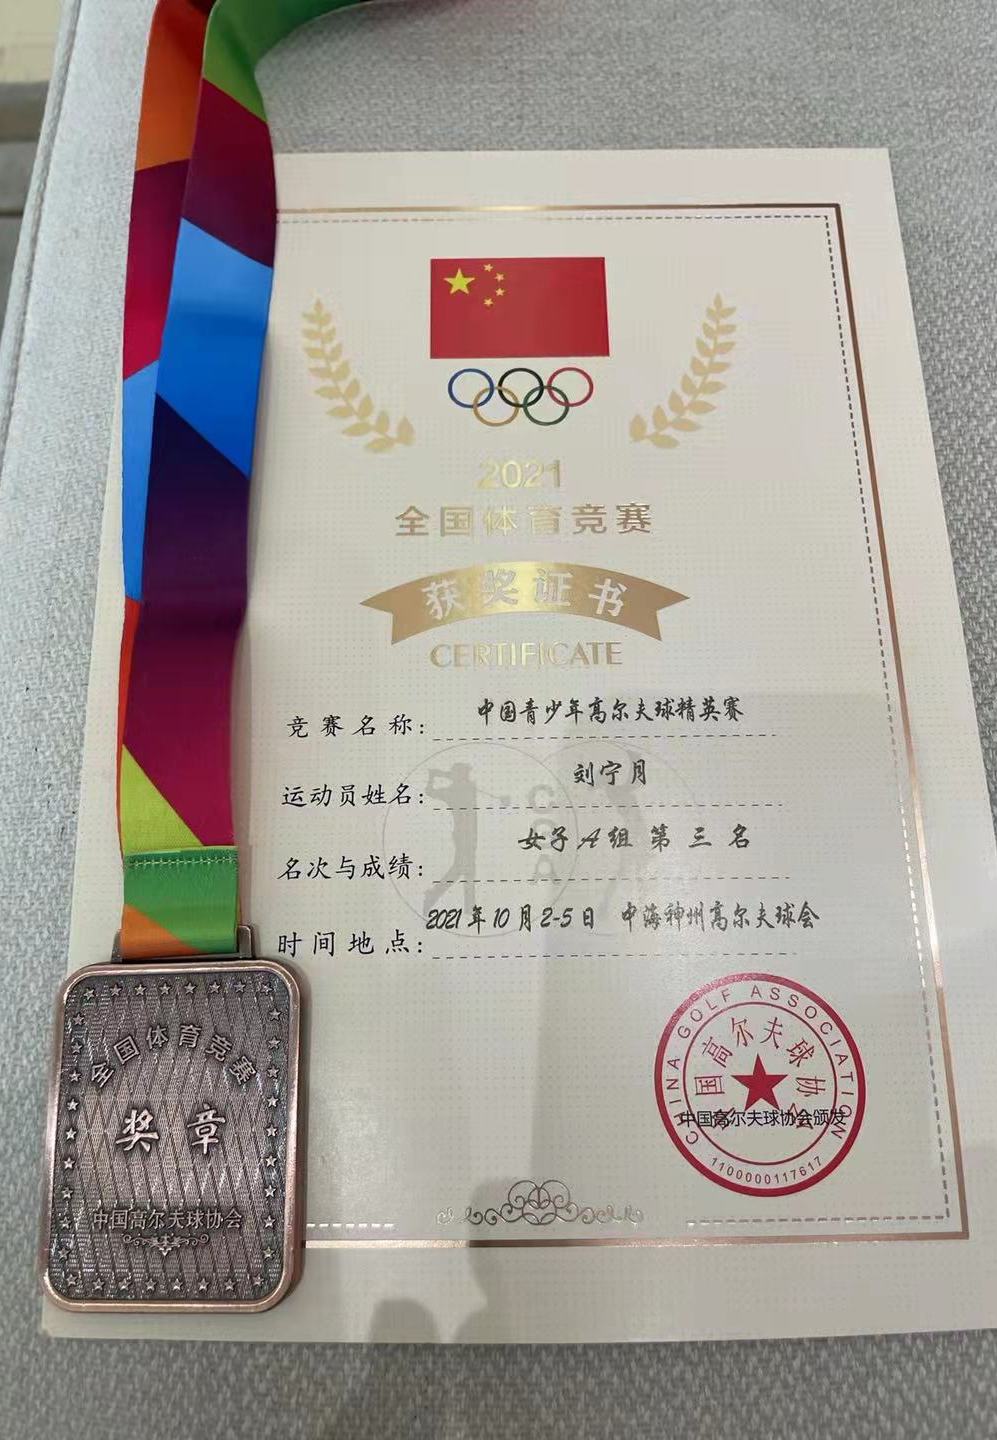 2021
全国体育竞赛
获奖证书
CERTIFICATE
竞赛名称：中国青少年高尔夫球精英赛
运动员姓名：刘宁月
名次与成绩：女子A组 第三名
时间地点：2021年10月2-5日 中海神州高尔夫球会
CGA
CHINA GOLF ASSOCIATION
中国高尔夫球协会
中国高尔夫球协会颁发
1100000117617
全国体育竞赛
奖章
中国高尔夫球协会